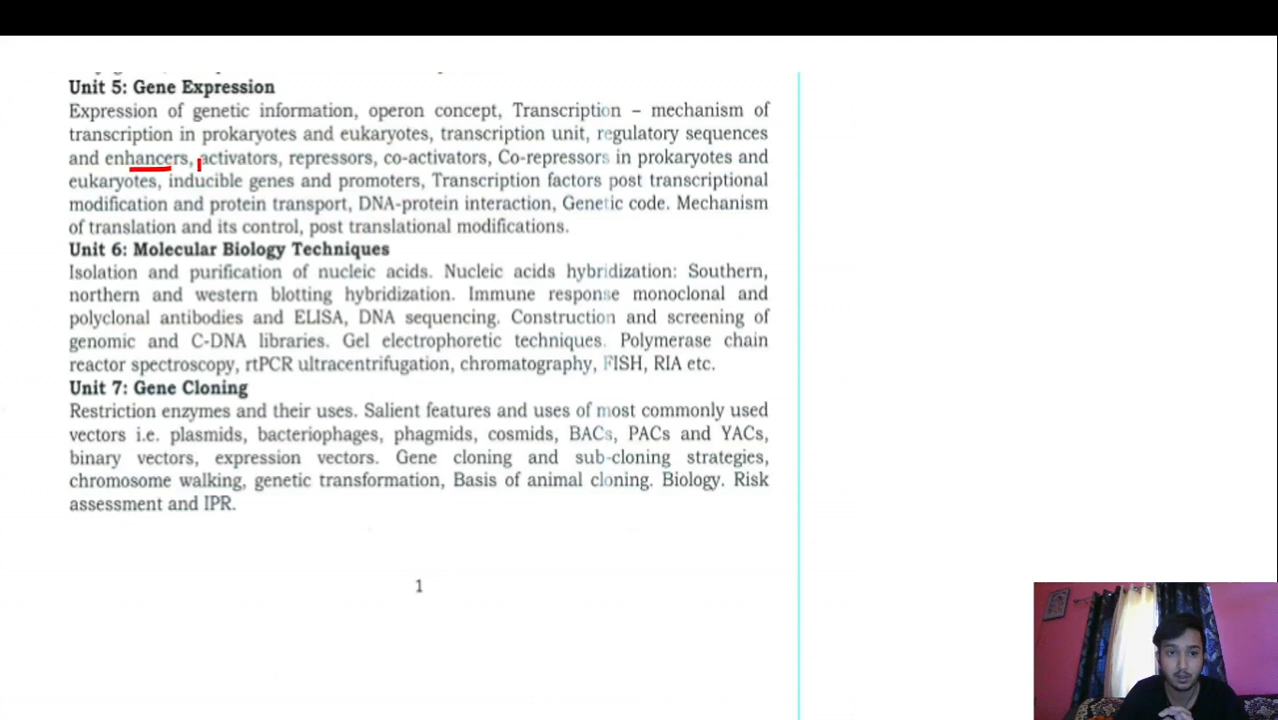 Unit 5: Gene Expression
Expression of genetic information, operon concept, Transcription – mechanism of
transcription in prokaryotes and eukaryotes, transcription unit, regulatory sequences
and enhancers, activators, repressors, co-activators, Co-repressors in prokaryotes and
eukaryotes, inducible genes and promoters, Transcription factors post transcriptional
modification and protein transport, DNA-protein interaction, Genetic code. Mechanism
of translation and its control, post translational modifications.
Unit 6: Molecular Biology Techniques
Isolation and purification of nucleic acids. Nucleic acids hybridization: Southern,
northern and western blotting hybridization. Immune response monoclonal and
polyclonal antibodies and ELISA, DNA sequencing. Construction and screening of
genomic and C-DNA libraries. Gel electrophoretic techniques. Polymerase chain
reactor spectroscopy, rtPCR ultracentrifugation, chromatography, FISH, RIA etc.
Unit 7: Gene Cloning
Restriction enzymes and their uses. Salient features and uses of most commonly used
vectors i.e. plasmids, bacteriophages, phagmids, cosmids, BACs, PACs and YACs,
binary vectors, expression vectors. Gene cloning and sub-cloning strategies,
chromosome walking, genetic transformation, Basis of animal cloning. Biology. Risk
assessment and IPR.
1